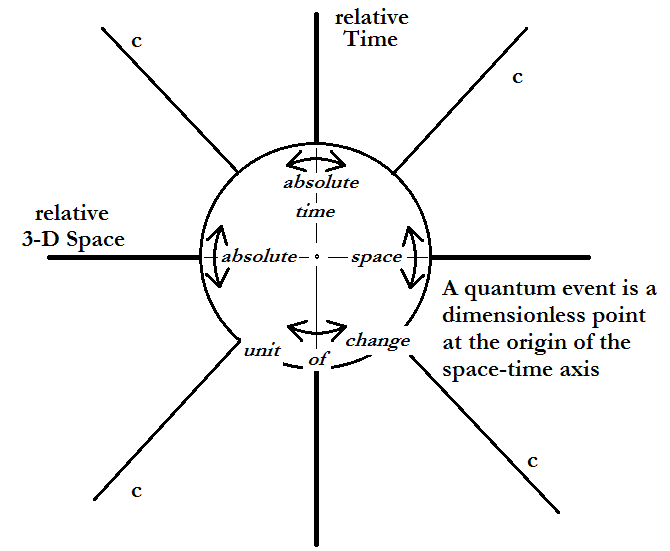 relative
Time
c
c
absolute
time
relative
3-D Space
absolute
space
A quantum event is a
dimensionless point
at the origin of the
space-time axis
unit
of
change
c
c